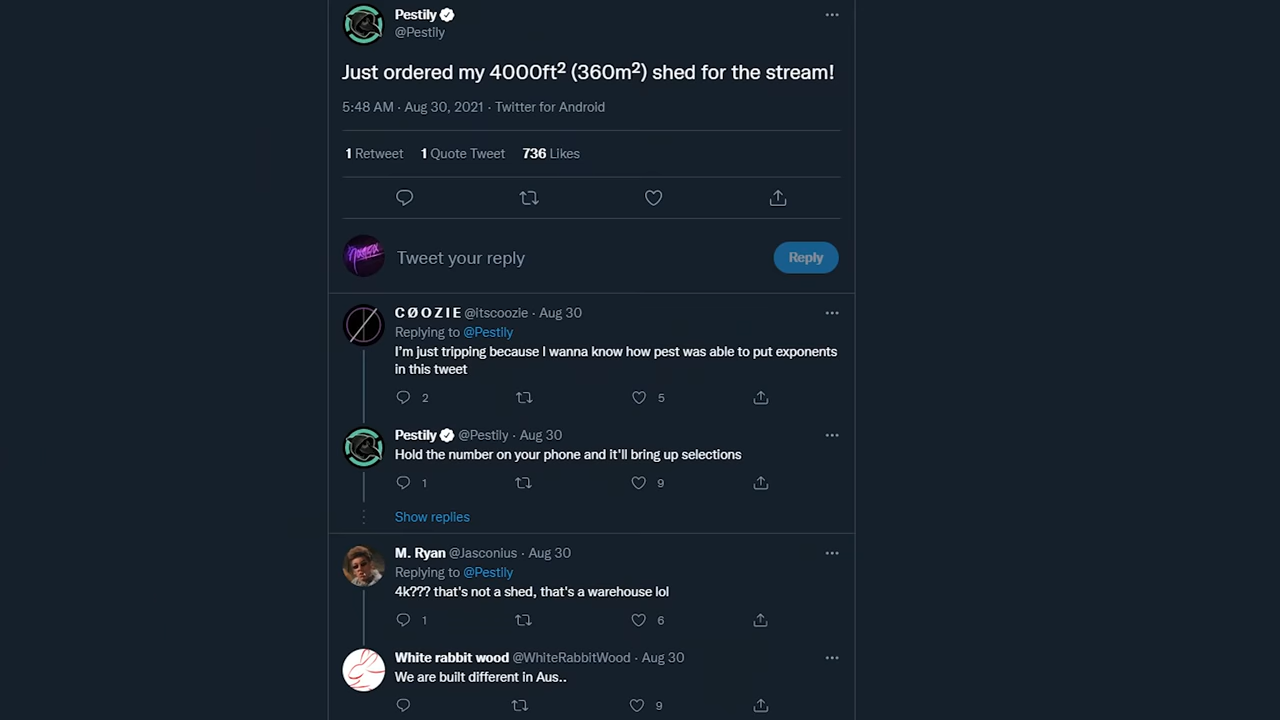 Pestily
@Pestily
Just ordered my 4000ft² (360m²) shed for the stream!
5:48 AM · Aug 30, 2021 · Twitter for Android
1 Retweet 1 Quote Tweet 736 Likes
Tweet your reply
Reply
CØOZIE @itscoozie · Aug 30
Replying to @Pestily
I'm just tripping because I wanna know how pest was able to put exponents
in this tweet
2 5
Pestily @Pestily · Aug 30
Hold the number on your phone and it'll bring up selections
1 9
Show replies
M. Ryan @Jasconius · Aug 30
Replying to @Pestily
4k??? that's not a shed, that's a warehouse lol
1 6
White rabbit wood @WhiteRabbitWood · Aug 30
We are built different in Aus..
9